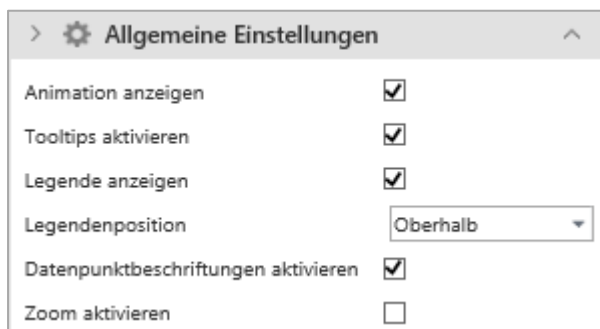 Allgemeine Einstellungen
Animation anzeigen
Tooltips aktivieren
Legende anzeigen
Legendenposition Oberhalb
Datenpunktbeschriftungen aktivieren
Zoom aktivieren